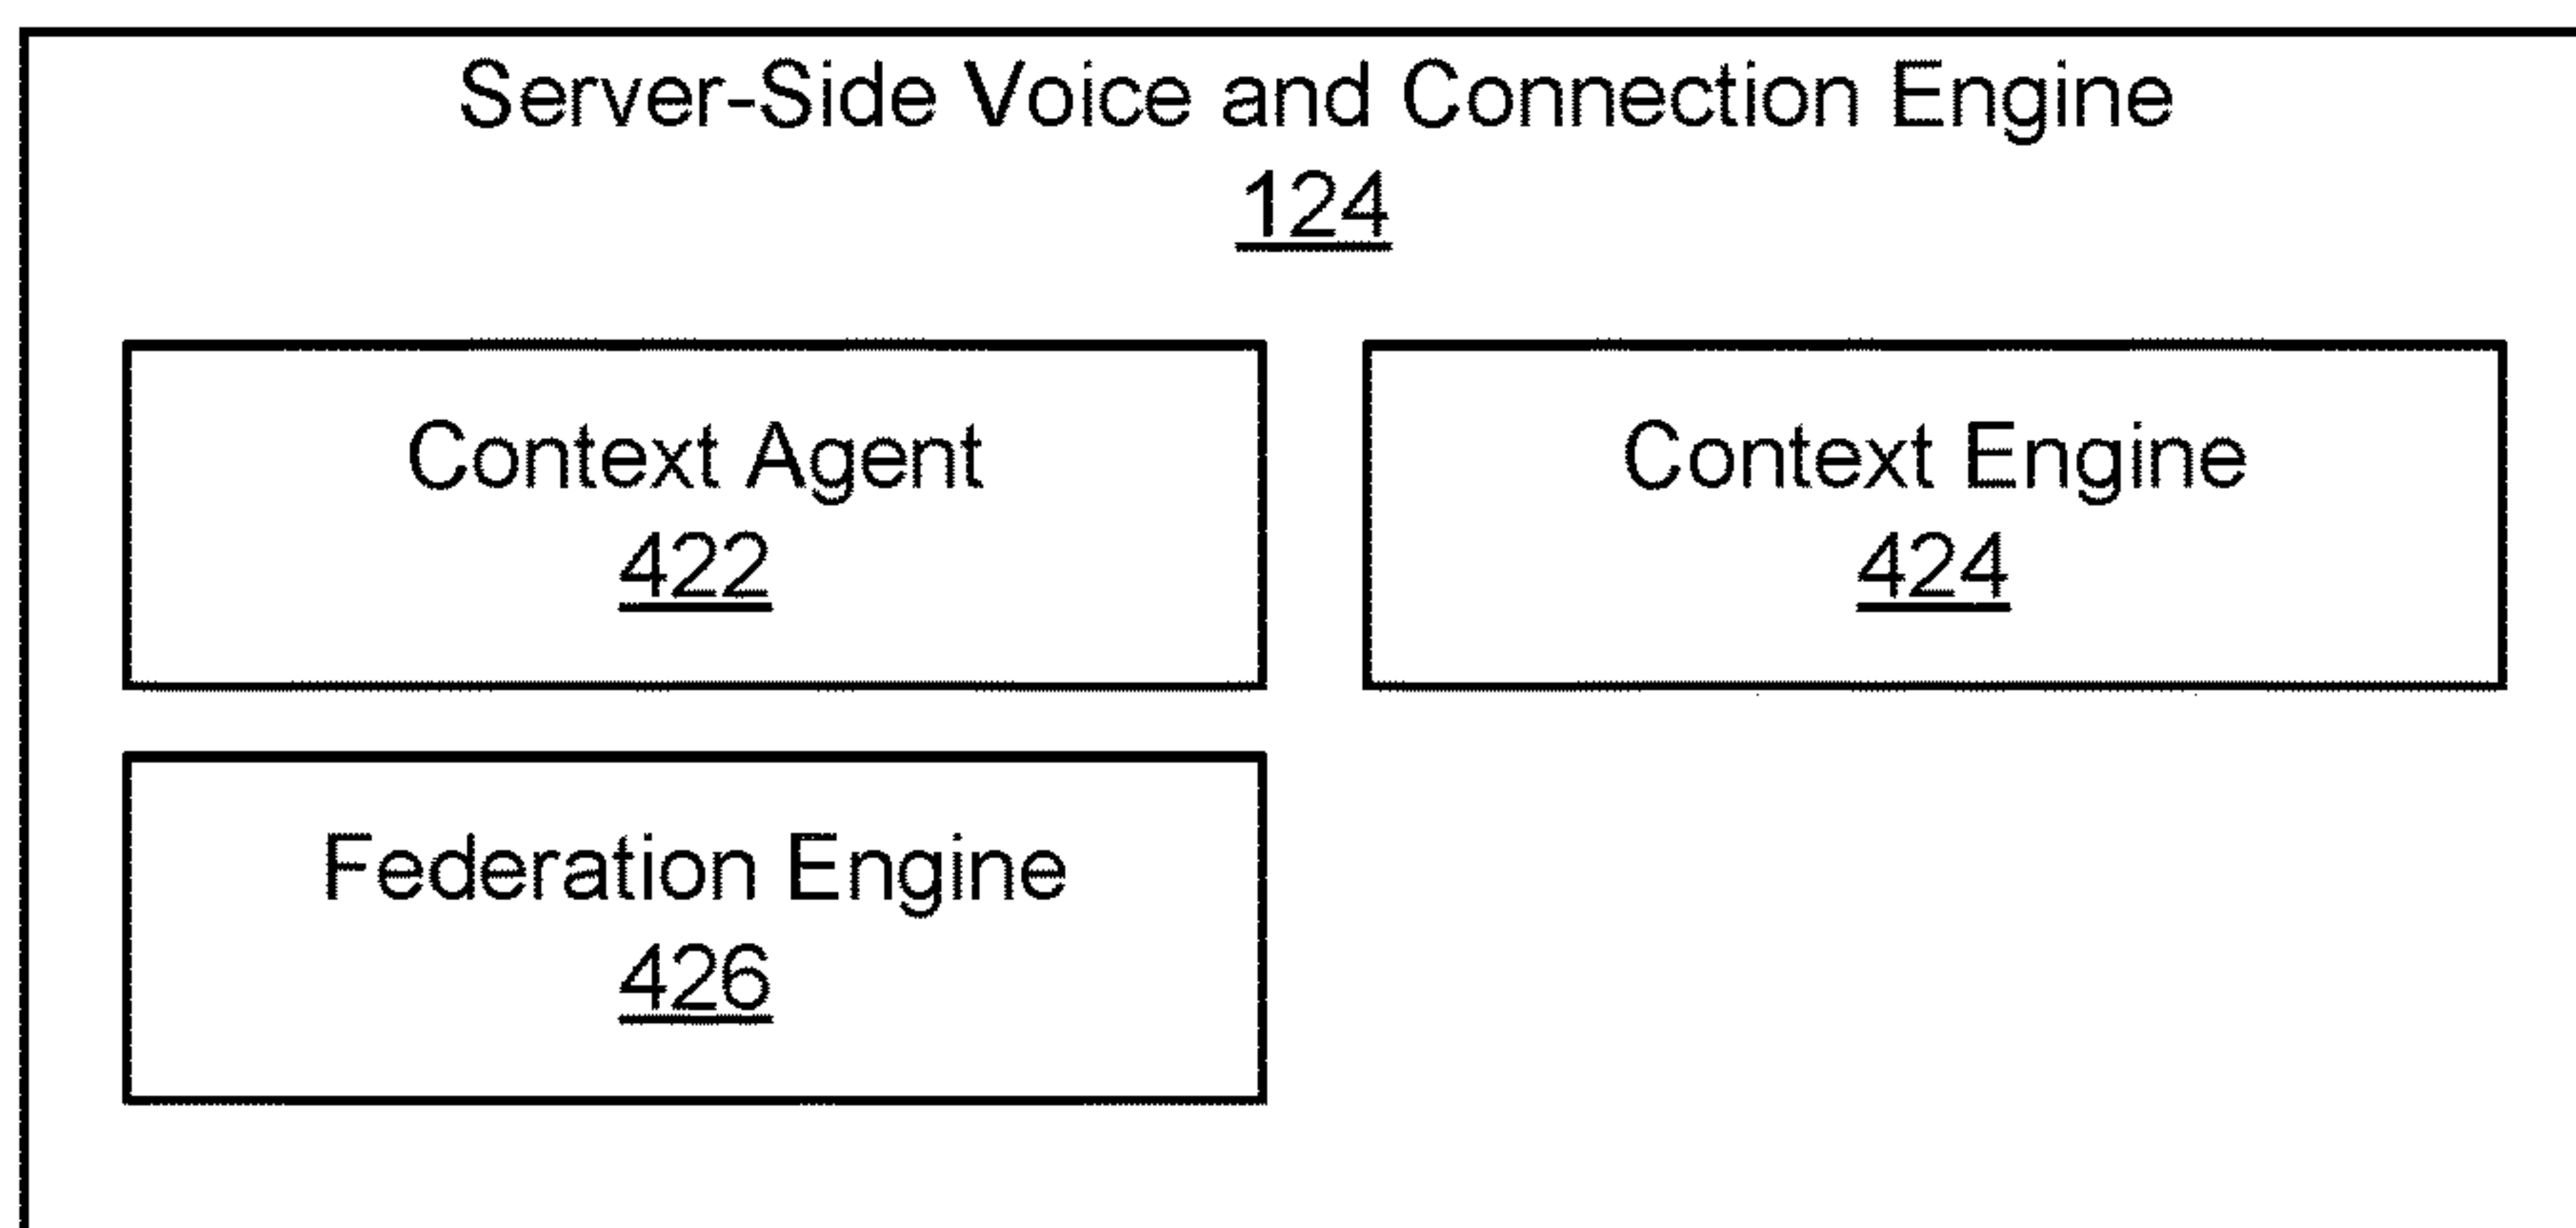 Server-Side Voice and Connection Engine
124
Context Agent
422
Context Engine
424
Federation Engine
426